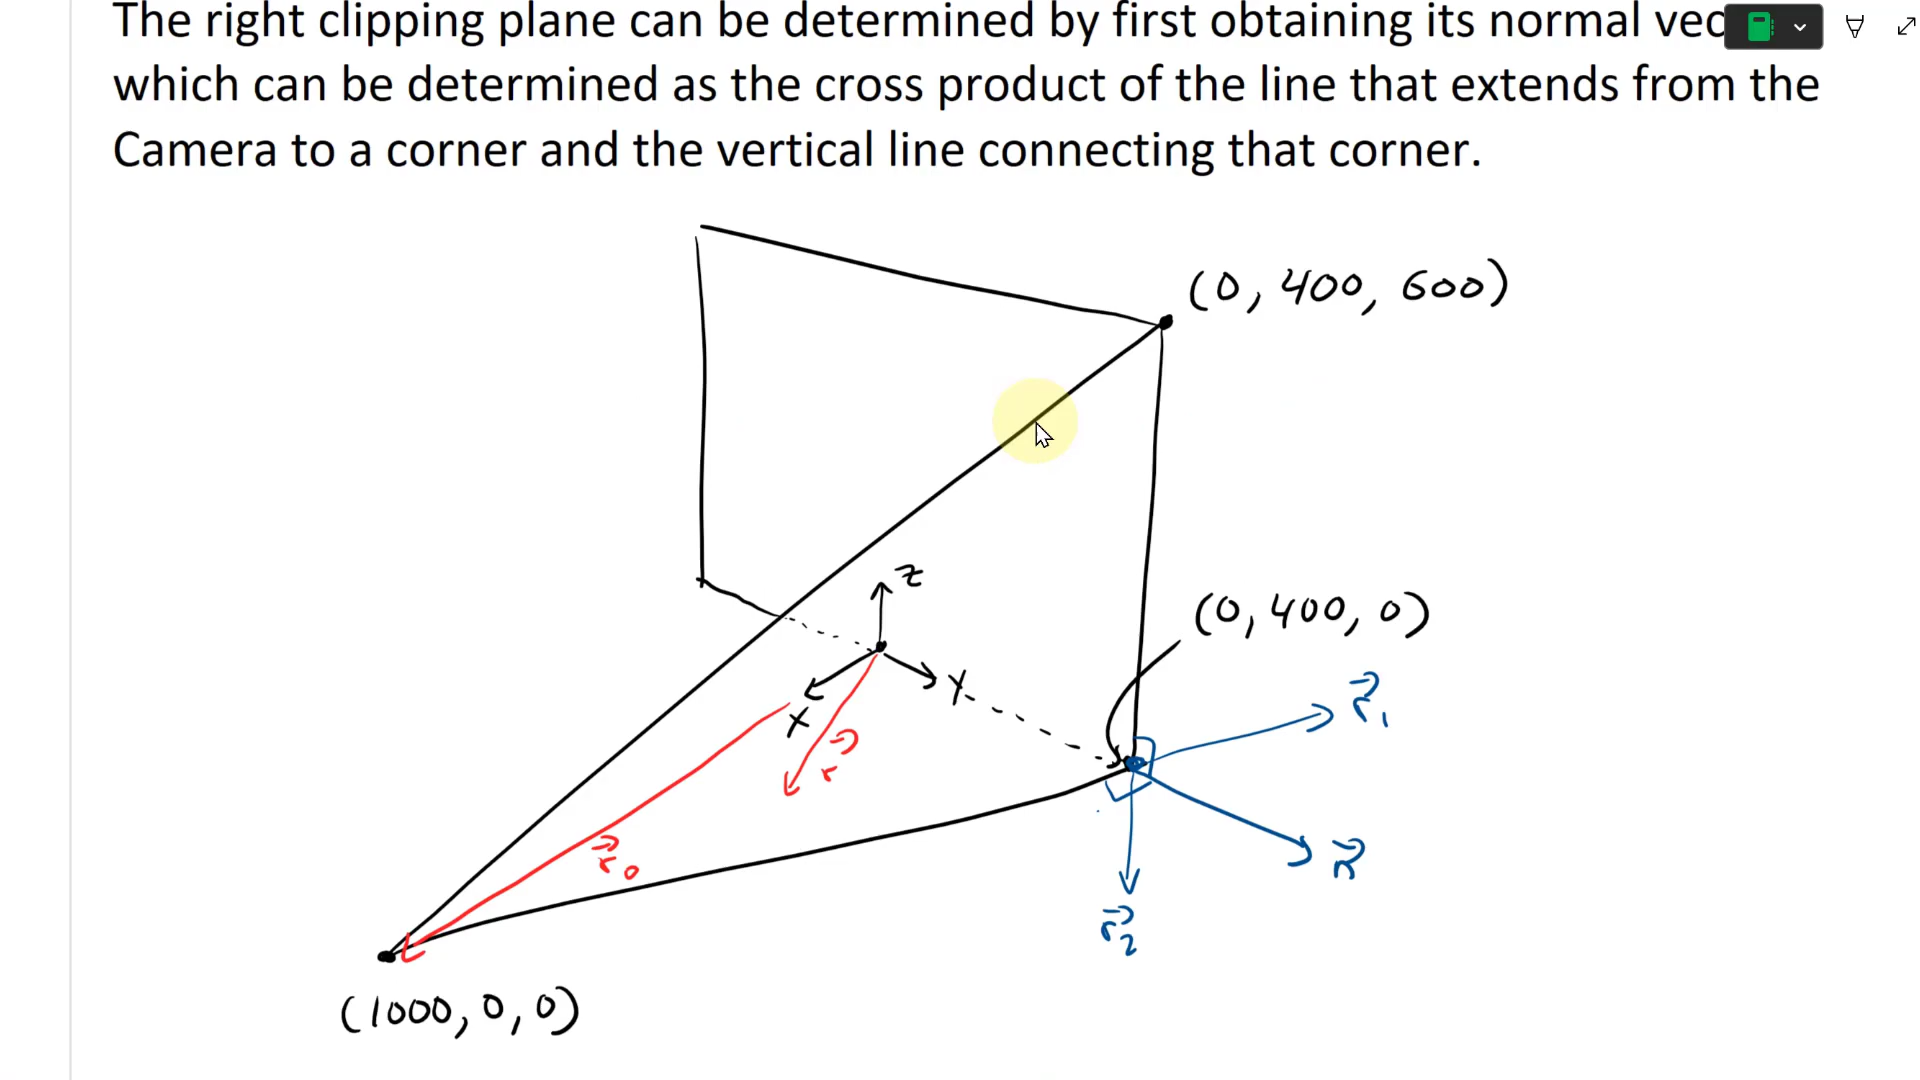 The right clipping plane can be determined by first obtaining its normal
which can be determined as the cross product of the line that extends from the
Camera to a corner and the vertical line connecting that corner.
(0, 400, 600)
z
(0, 400, 0)
Y
r⃗₁
X
r⃗
r⃗₀
n⃗
r⃗₂
(1000, 0, 0)